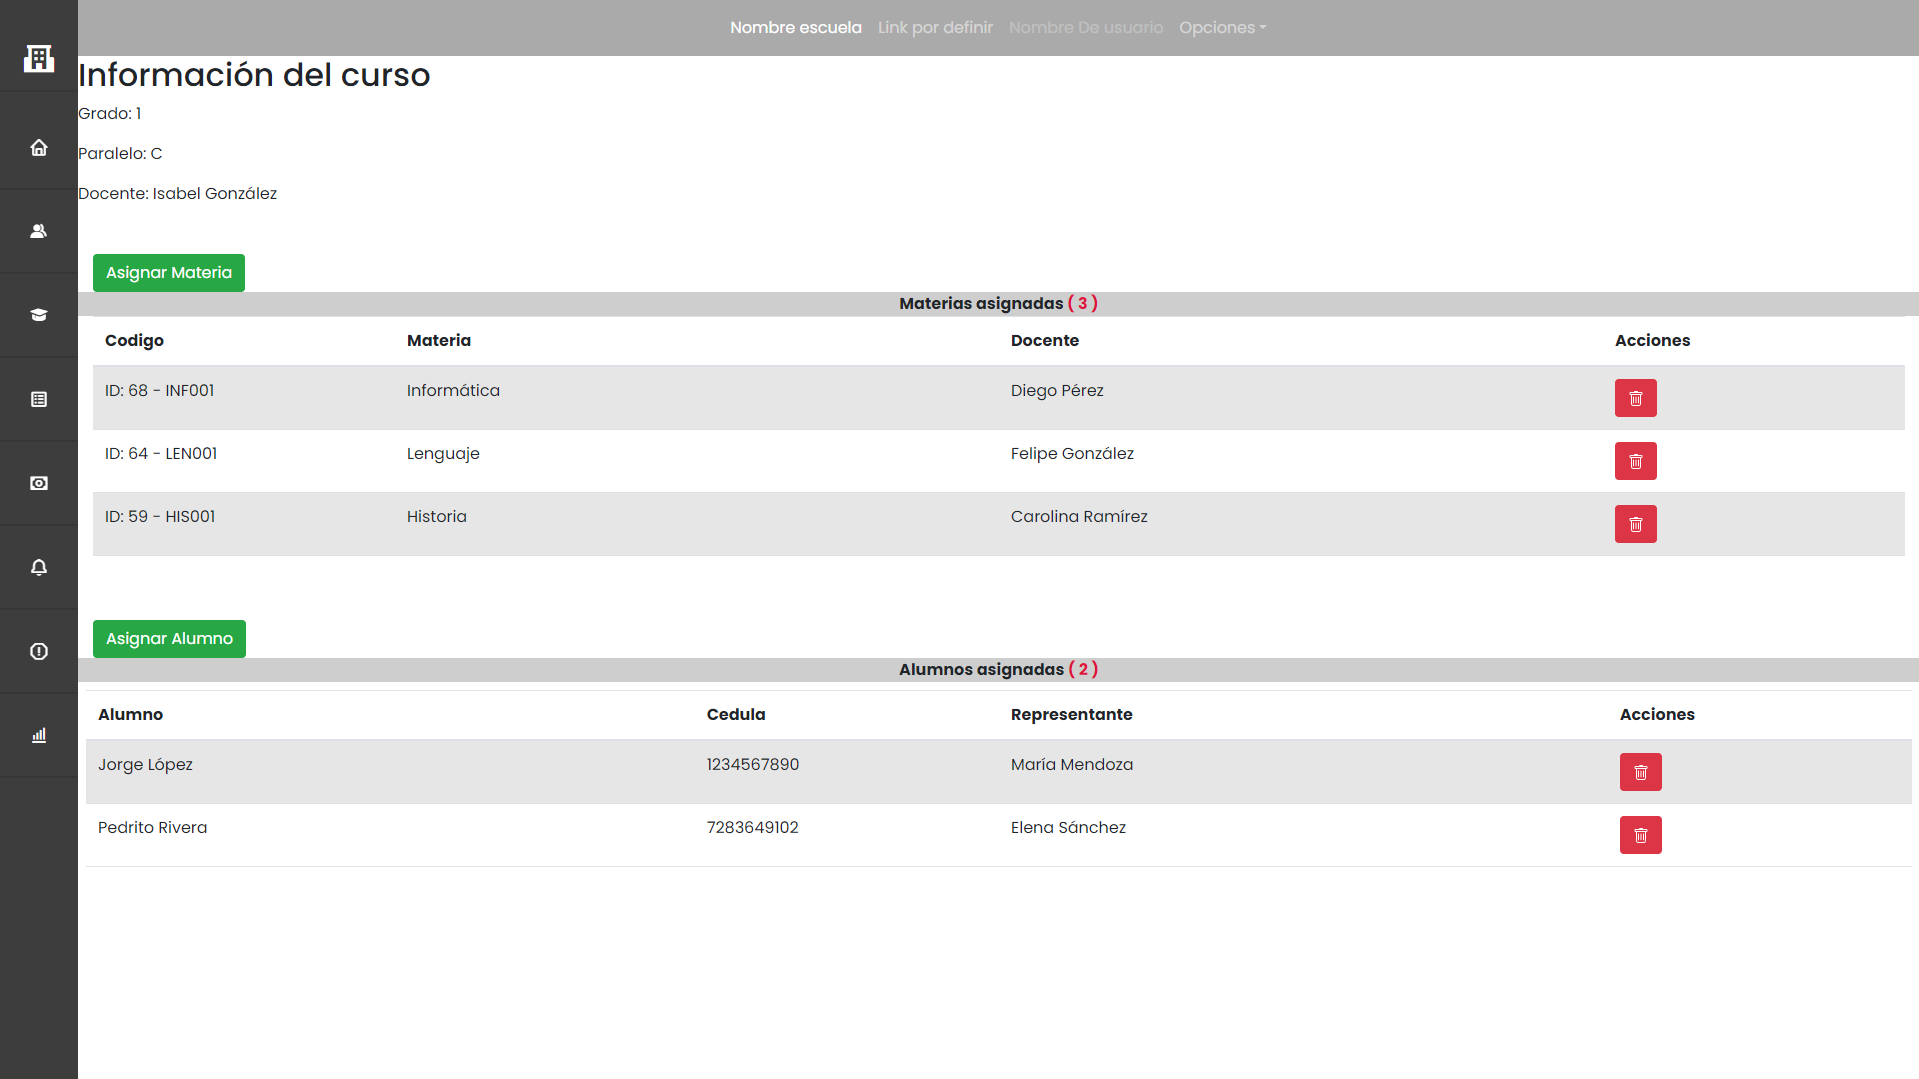 Nombre escuela Link por definir Nombre De usuario Opciones
Información del curso
Grado: 1
Paralelo: C
Docente: Isabel González
Asignar Materia
Materias asignadas ( 3 )
Codigo Materia Docente Acciones
ID: 68 - INF001 Informática Diego Pérez
ID: 64 - LEN001 Lenguaje Felipe González
ID: 59 - HIS001 Historia Carolina Ramírez
Asignar Alumno
Alumnos asignadas ( 2 )
Alumno Cedula Representante Acciones
Jorge López 1234567890 María Mendoza
Pedrito Rivera 7283649102 Elena Sánchez